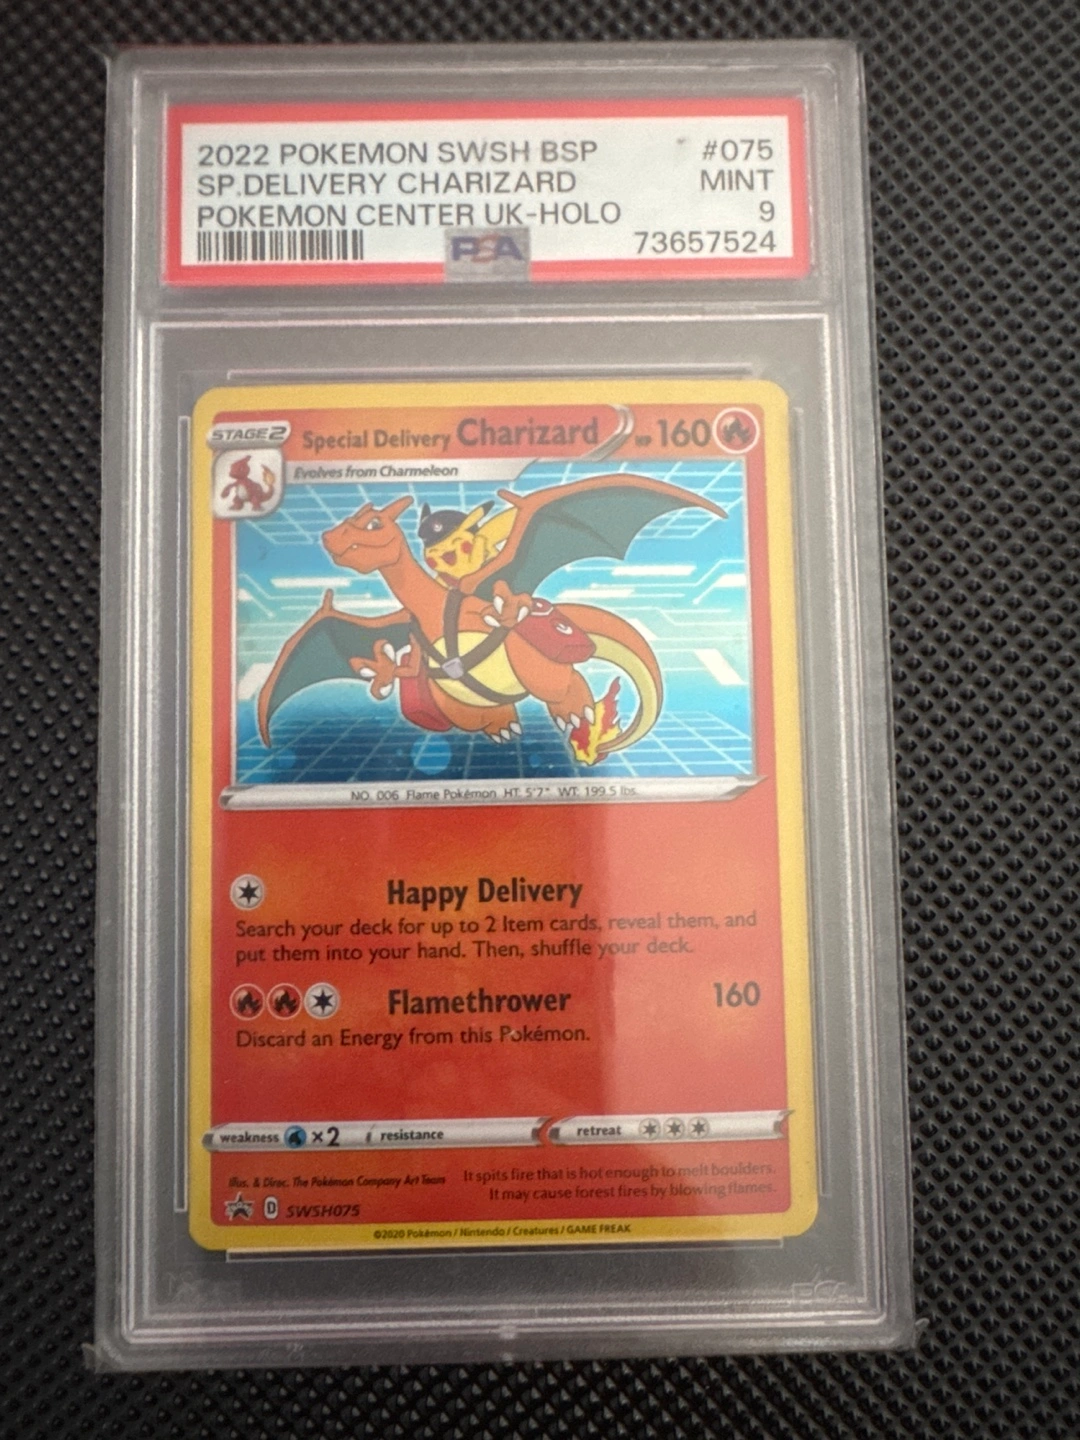 2022 POKEMON SWSH BSP #075
SP.DELIVERY CHARIZARD MINT
POKEMON CENTER UK-HOLO 9
PSA 73657524
STAGE2 Special Delivery Charizard HP 160
Evolves from Charmeleon
NO. 006 Flame Pokémon HT: 5'7" WT: 199.5 lbs.
Happy Delivery
Search your deck for up to 2 Item cards, reveal them, and
put them into your hand. Then, shuffle your deck.
Flamethrower 160
Discard an Energy from this Pokémon.
weakness ×2 resistance retreat
Illus. & Direc. The Pokémon Company Art Team
It spits fire that is hot enough to melt boulders.
It may cause forest fires by blowing flames.
D SWSH075
©2020 Pokémon / Nintendo / Creatures / GAME FREAK